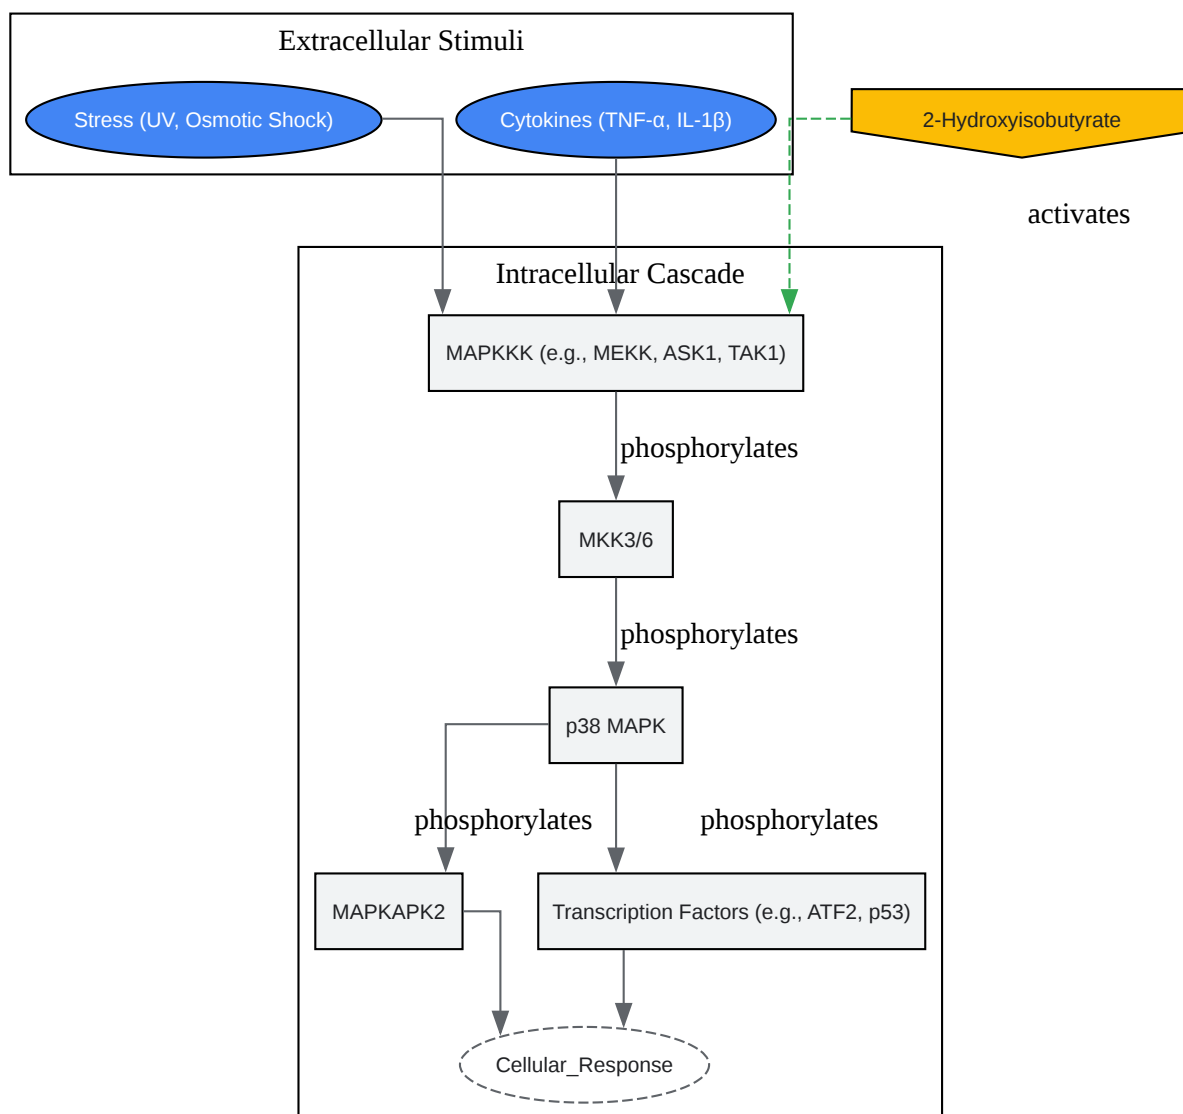 Extracellular Stimuli
Stress (UV, Osmotic Shock)
Cytokines (TNF-α, IL-1β)
2-Hydroxyisobutyrate
activates
Intracellular Cascade
MAPKKK (e.g., MEKK, ASK1, TAK1)
phosphorylates
MKK3/6
phosphorylates
p38 MAPK
phosphorylates
phosphorylates
MAPKAPK2
Transcription Factors (e.g., ATF2, p53)
Cellular_Response